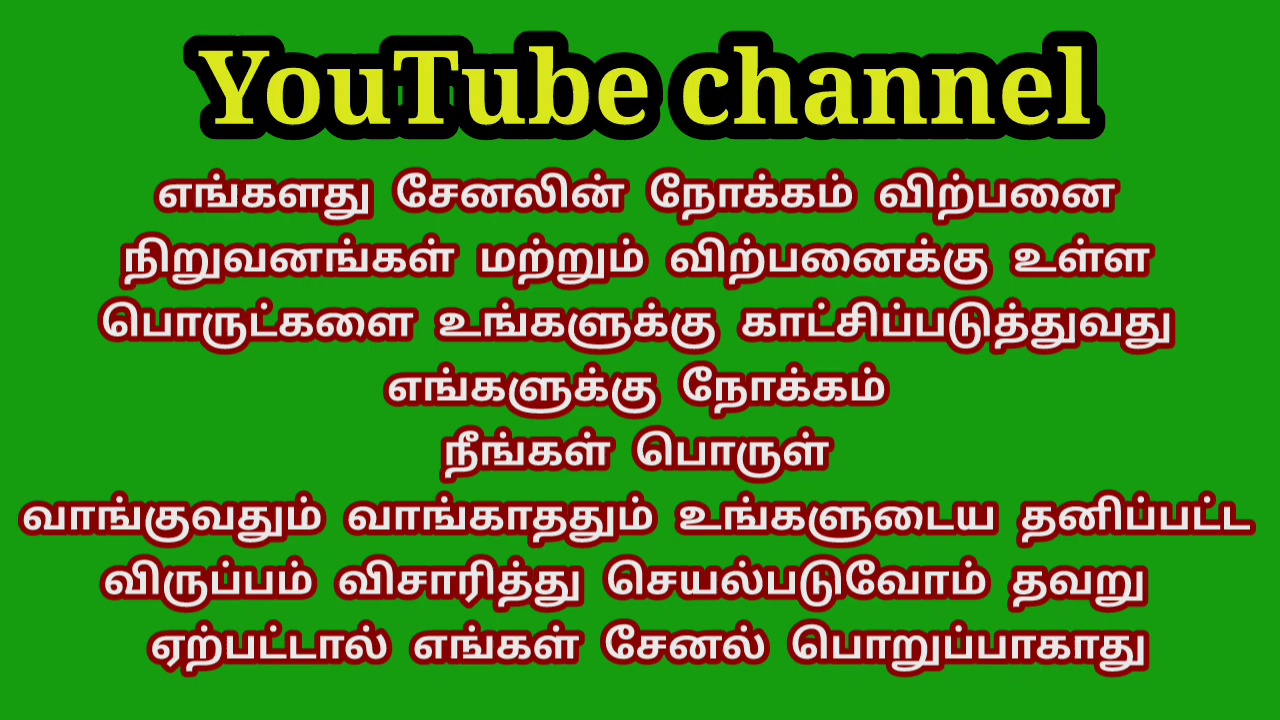 YouTube channel
எங்களது சேனலின் நோக்கம் விற்பனை
நிறுவனங்கள் மற்றும் விற்பனைக்கு உள்ள
பொருட்களை உங்களுக்கு காட்சிப்படுத்துவது
எங்களுக்கு நோக்கம்
நீங்கள் பொருள்
வாங்குவதும் வாங்காததும் உங்களுடைய தனிப்பட்ட
விருப்பம் விசாரித்து செயல்படுவோம் தவறு
ஏற்பட்டால் எங்கள் சேனல் பொறுப்பாகாது